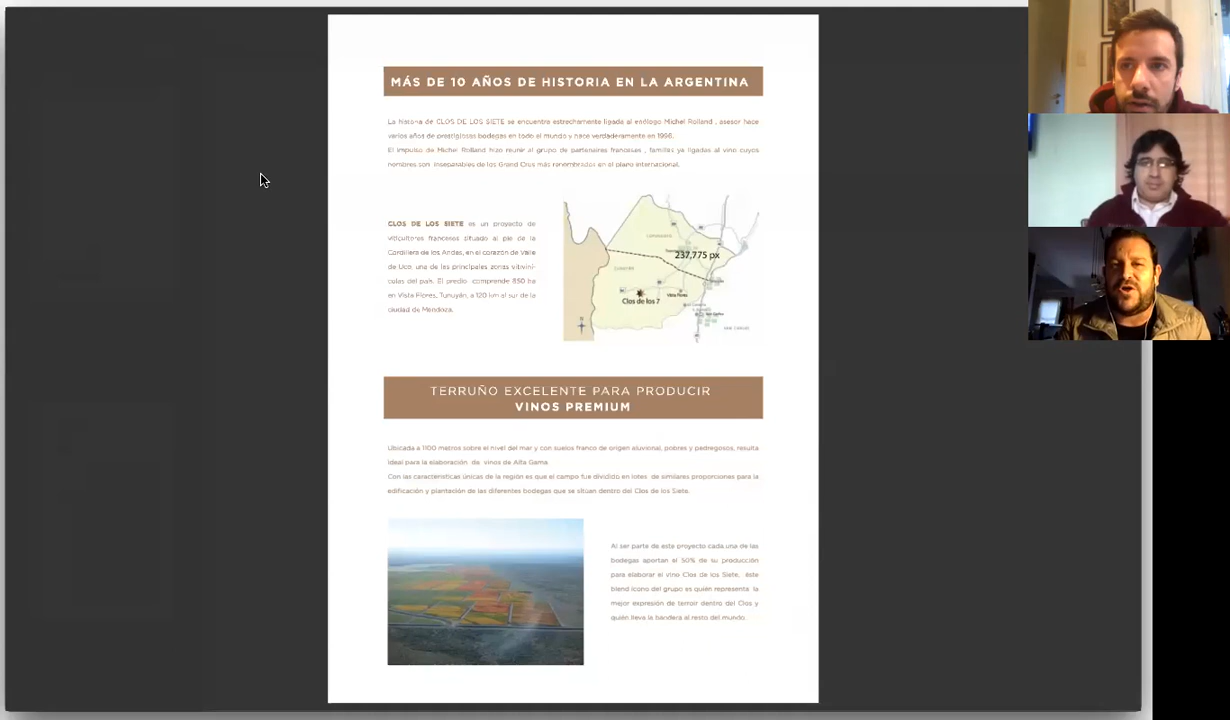 MÁS DE 10 AÑOS DE HISTORIA EN LA ARGENTINA
La historia de CLOS DE LOS SIETE se encuentra estrechamente ligada al enólogo Michel Rolland , asesor hace
varios años de prestigiosas bodegas en todo el mundo y nace verdaderamente en 1998.
El impulso de Michel Rolland hizo reunir al grupo de partenaires franceses , familias ya ligadas al vino cuyos
nombres son inseparables de los Grand Clus más renombrados en el plano internacional.
CLOS DE LOS SIETE es un proyecto de
viticultores franceses situado al pie de la
Cordillera de los Andes, en el corazón de Valle
de Uco, una de las principales zonas vitiviní-
culas del país. El predio comprende 850 ha
en Vista Flores, Tunuyán, a 120 km al sur de la
ciudad de Mendoza.
237,775 px
Vista Flores
Clos de los 7
N
SAN CARLOS
TERRUÑO EXCELENTE PARA PRODUCIR
VINOS PREMIUM
Ubicada a 1100 metros sobre el nivel del mar y con suelos franco de origen aluvional, pobres y pedregosos, resulta
ideal para la elaboración de vinos de Alta Gama.
Con las características únicas de la región es que el campo fue dividido en lotes de similares proporciones para la
edificación y plantación de las diferentes bodegas que se sitúan dentro del Clos de los Siete.
Al ser parte de este proyecto cada una de las
bodegas aportan el 50% de su producción
para elaborar el vino Clos de los Siete, éste
blend ícono del grupo es quién representa la
mejor expresión de terroir dentro del Clos y
quién lleva la bandera al resto del mundo.